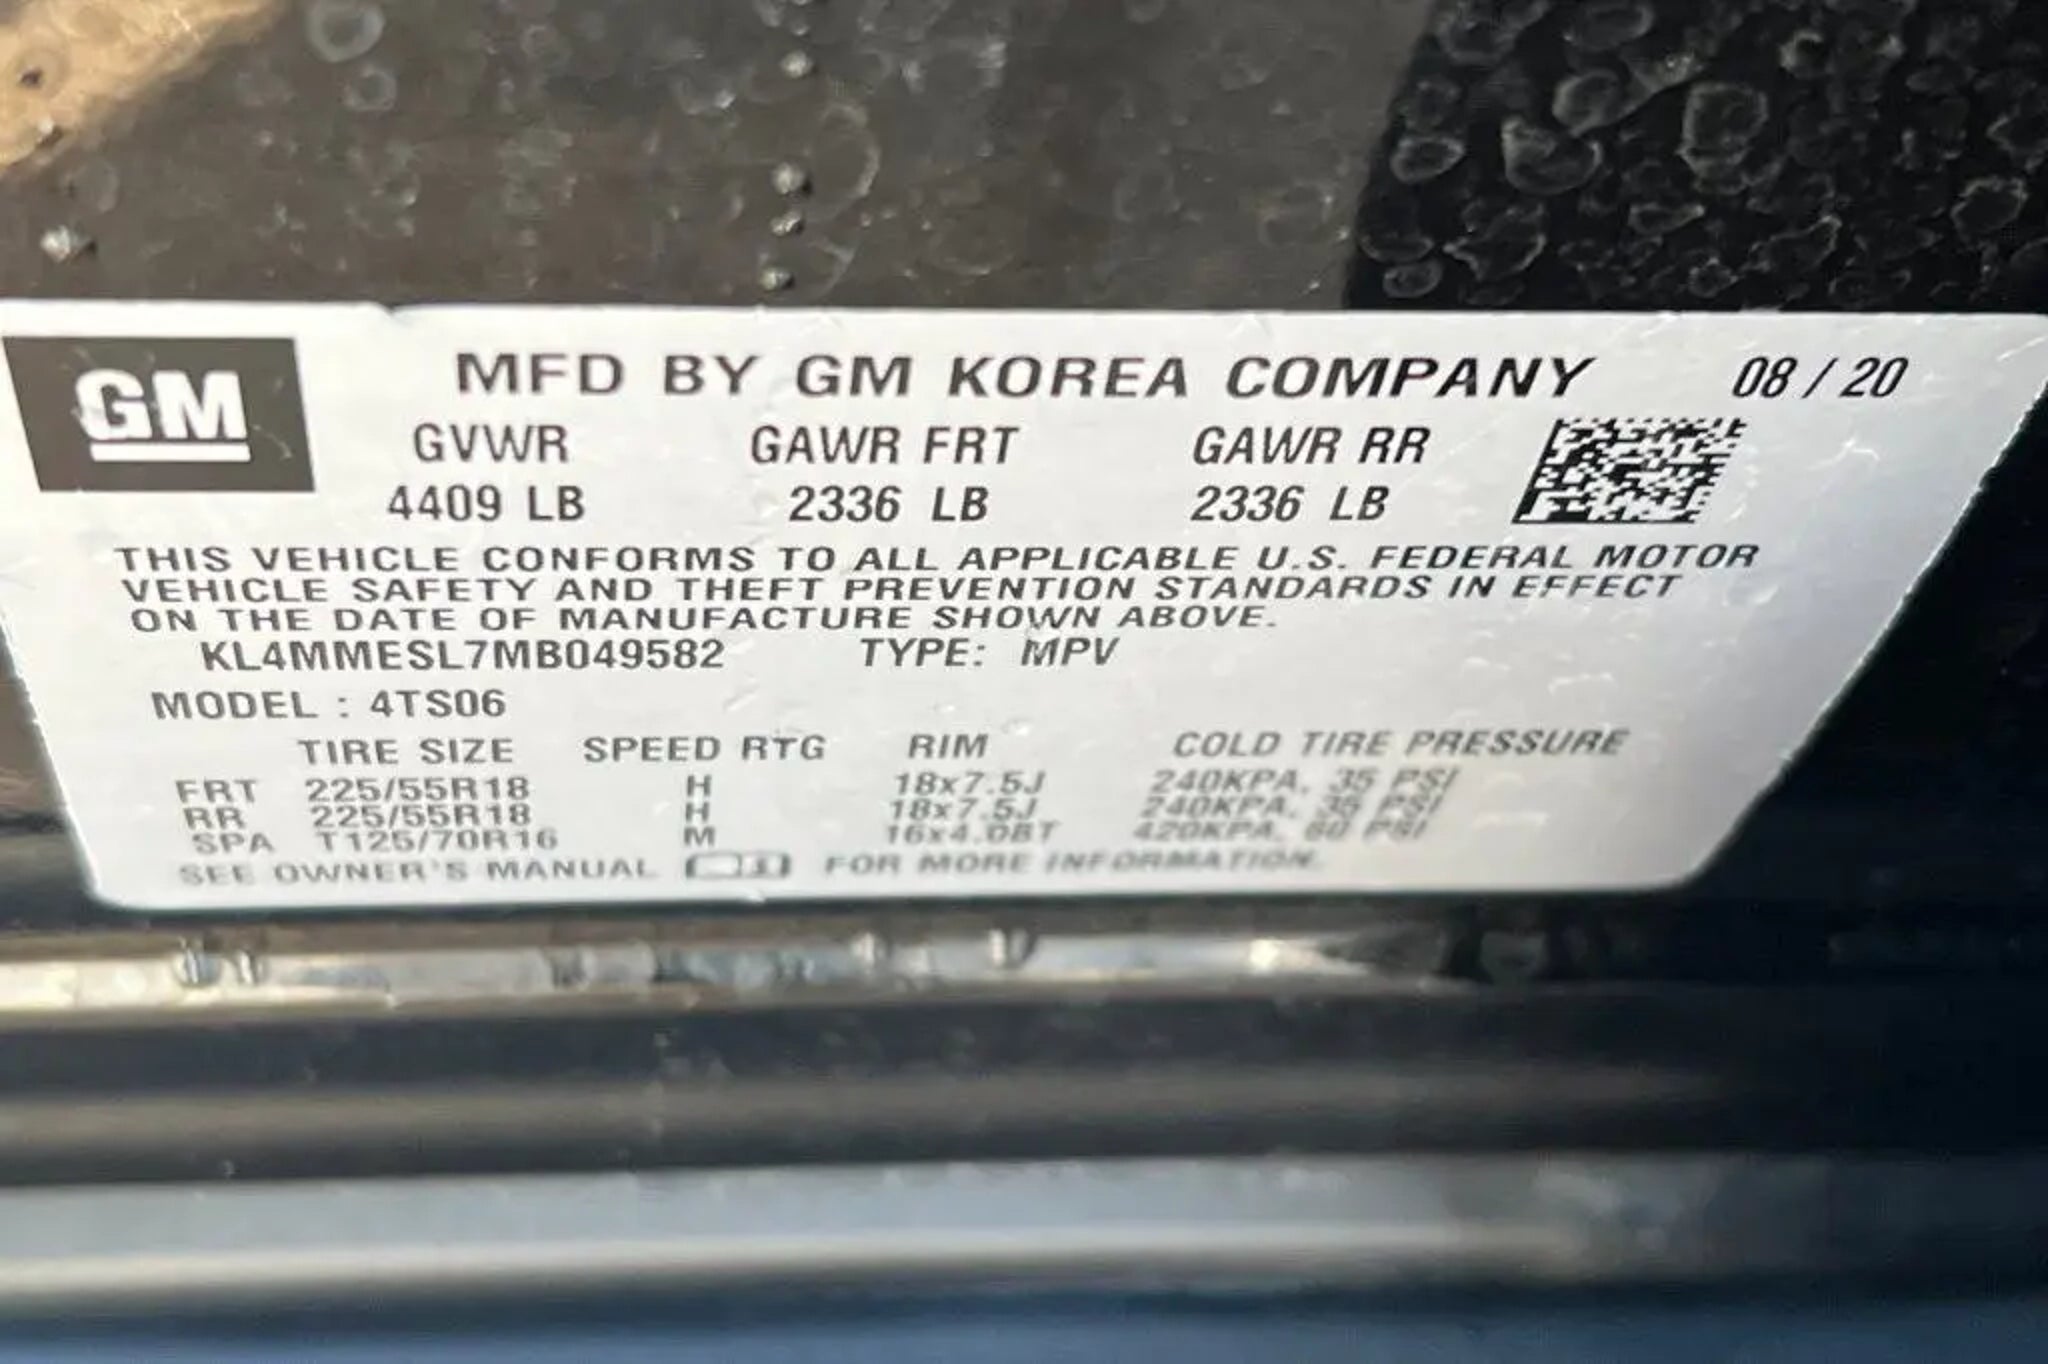 GM
MFD BY GM KOREA COMPANY 08 / 20
GVWR GAWR FRT GAWR RR
4409 LB 2336 LB 2336 LB
THIS VEHICLE CONFORMS TO ALL APPLICABLE U.S. FEDERAL MOTOR
VEHICLE SAFETY AND THEFT PREVENTION STANDARDS IN EFFECT
ON THE DATE OF MANUFACTURE SHOWN ABOVE.
KL4MMESL7MB049582 TYPE: MPV
MODEL : 4TS06
TIRE SIZE SPEED RTG RIM COLD TIRE PRESSURE
FRT 225/55R18 H 18x7.5J 240KPA, 35 PSI
RR 225/55R18 H 18x7.5J 240KPA, 35 PSI
SPA T125/70R16 M 16x4.0BT 420KPA, 60 PSI
SEE OWNER'S MANUAL FOR MORE INFORMATION.